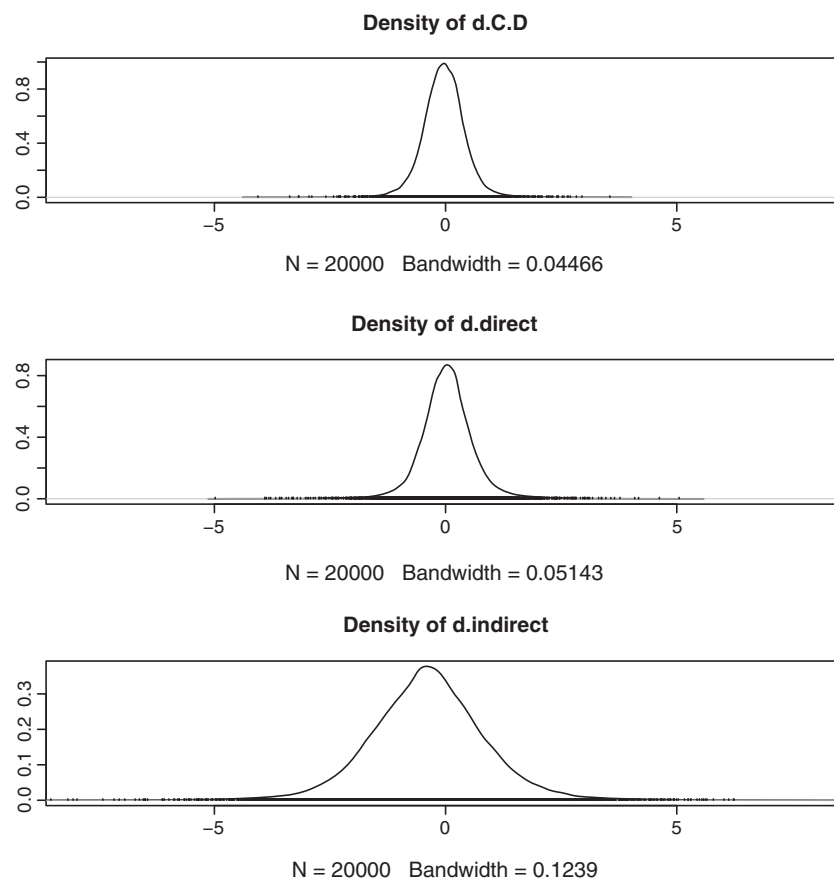 Density of d.C.D
0.8
0.4
0.0
−5 0 5
N = 20000 Bandwidth = 0.04466
Density of d.direct
0.8
0.4
0.0
−5 0 5
N = 20000 Bandwidth = 0.05143
Density of d.indirect
0.3
0.2
0.1
0.0
−5 0 5
N = 20000 Bandwidth = 0.1239